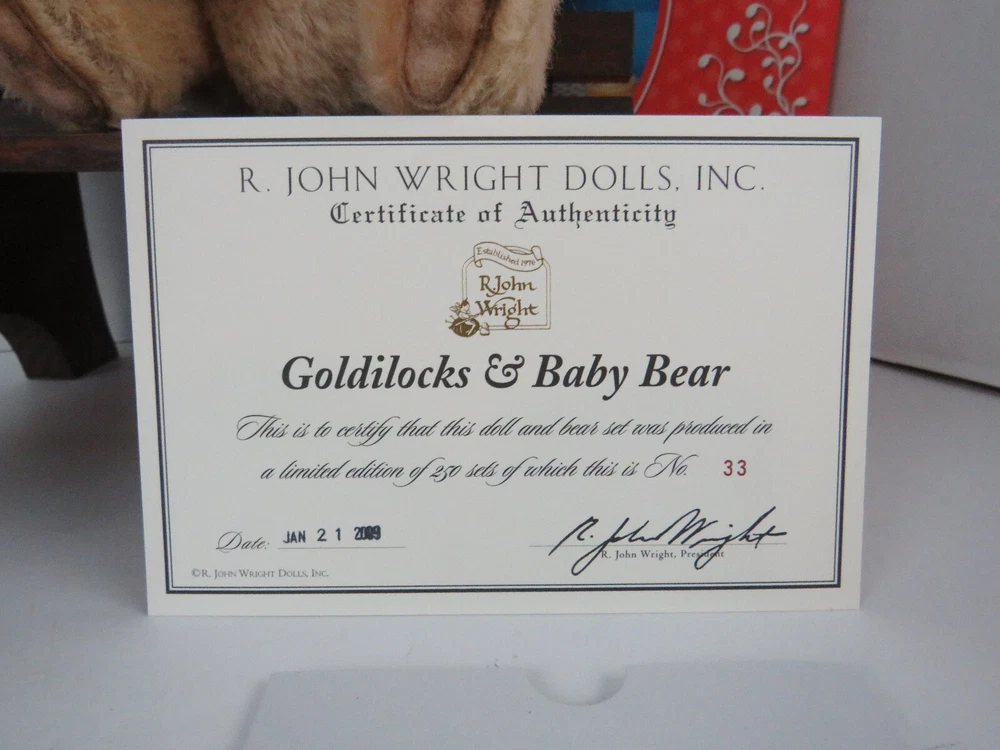 R. JOHN WRIGHT DOLLS, INC.
Certificate of Authenticity
Established 1976
R. John
Wright
Goldilocks & Baby Bear
This is to certify that this doll and bear set was produced in
a limited edition of 250 sets of which this is No. 33
Date: JAN 21 2009
R. John Wright
R. John Wright, President
© R. JOHN WRIGHT DOLLS, INC.